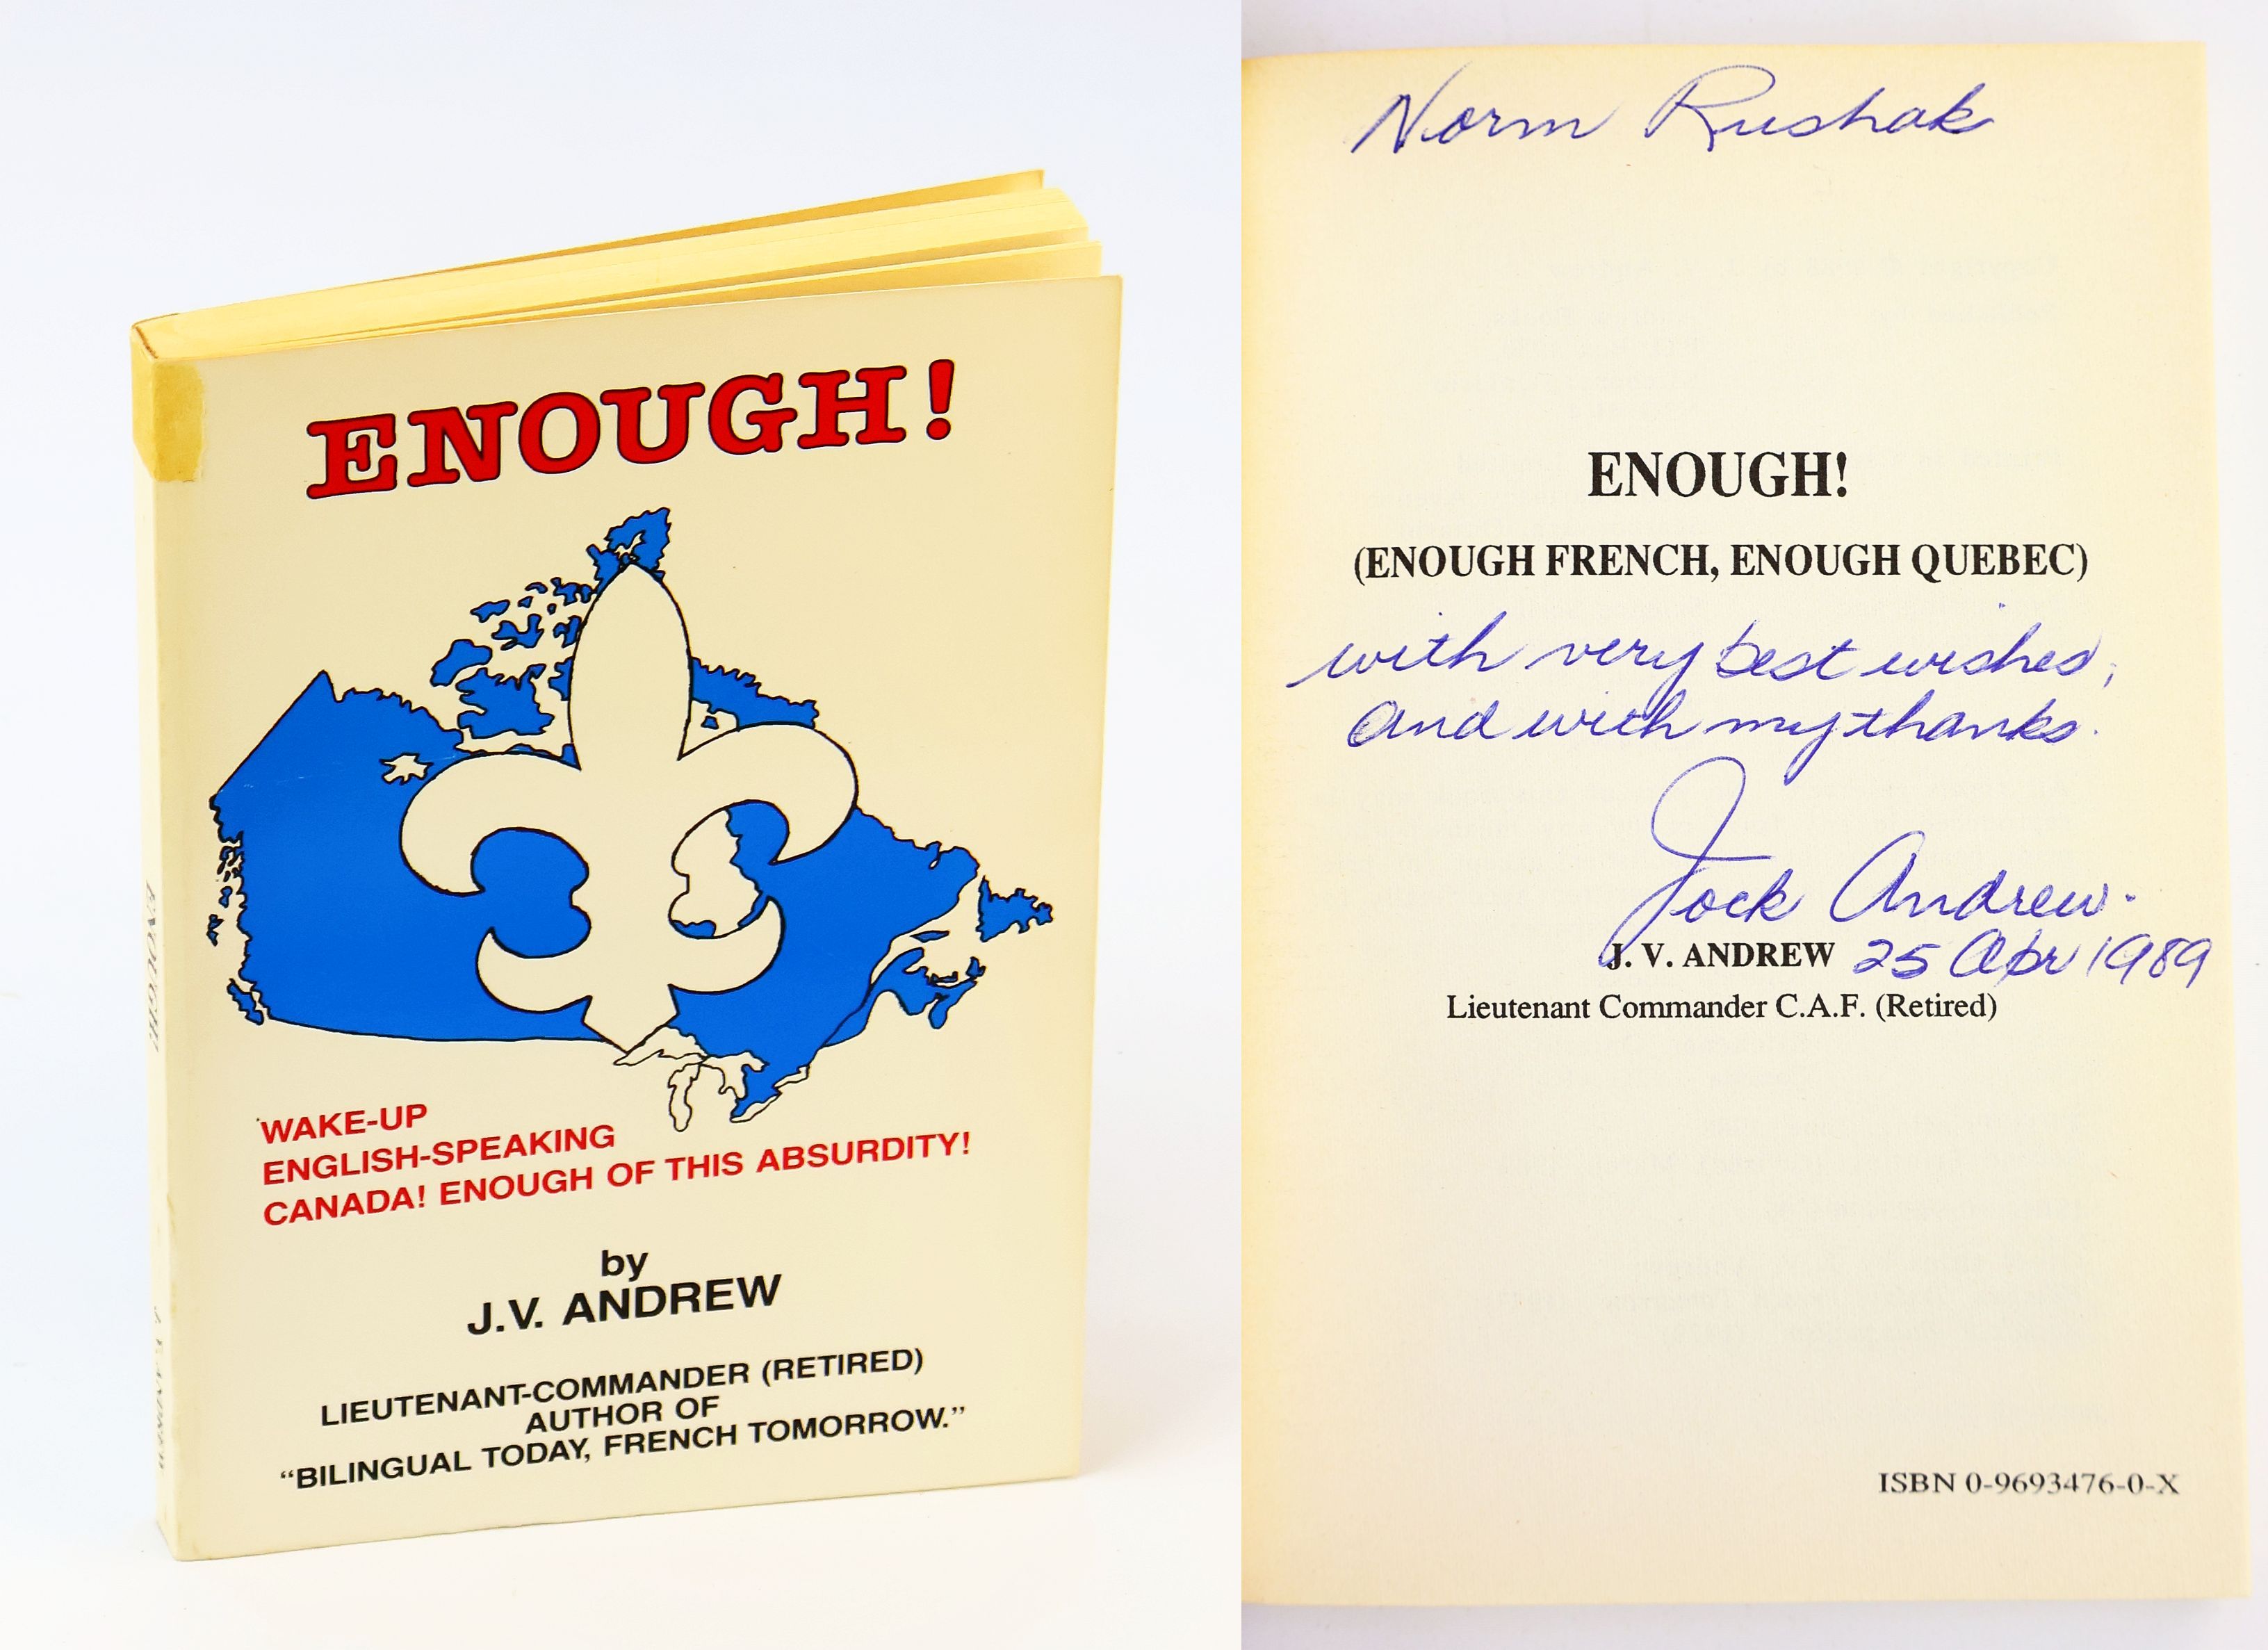 ENOUGH!
WAKE-UP
ENGLISH-SPEAKING
CANADA! ENOUGH OF THIS ABSURDITY!
by
J.V. ANDREW
LIEUTENANT-COMMANDER (RETIRED)
AUTHOR OF
“BILINGUAL TODAY, FRENCH TOMORROW.”
ENOUGH!
J.V. ANDREW
Norm Rushak
ENOUGH!
(ENOUGH FRENCH, ENOUGH QUEBEC)
with very best wishes,
and with my thanks.
Jock Andrew.
J. V. ANDREW 25 Apr 1989
Lieutenant Commander C.A.F. (Retired)
ISBN 0-9693476-0-X